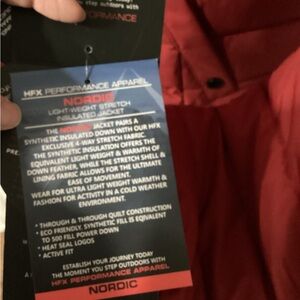 step outdoors with
PERFORMANCE
HFX PERFORMANCE APPAREL
NORDIC
LIGHT-WEIGHT STRETCH
INSULATED JACKET
THE NORDIC JACKET PAIRS A
SYNTHETIC INSULATED DOWN WITH OUR HFX
EXCLUSIVE 4-WAY STRETCH FABRIC.
THE SYNTHETIC INSULATION OFFERS THE
EQUIVALENT LIGHT WEIGHT & WARMTH OF
DOWN FEATHER, WHILE THE STRETCH SHELL &
LINING FABRIC ALLOWS FOR THE ULTIMATE
EASE OF MOVEMENT.
WEAR FOR ULTRA LIGHT WEIGHT WARMTH &
FASHION FOR ACTIVITY IN A COLD WEATHER
ENVIRONMENT.
• THROUGH & THROUGH QUILT CONSTRUCTION
• ECO FRIENDLY, SYNTHETIC FILL IS EQIVALENT
TO 500 FILL POWER DOWN
• HEAT SEAL LOGOS
• ACTIVE FIT
ESTABLISH YOUR JOURNEY TODAY
THE MOMENT YOU STEP OUTDOORS WITH
HFX PERFORMANCE APPAREL
NORDIC